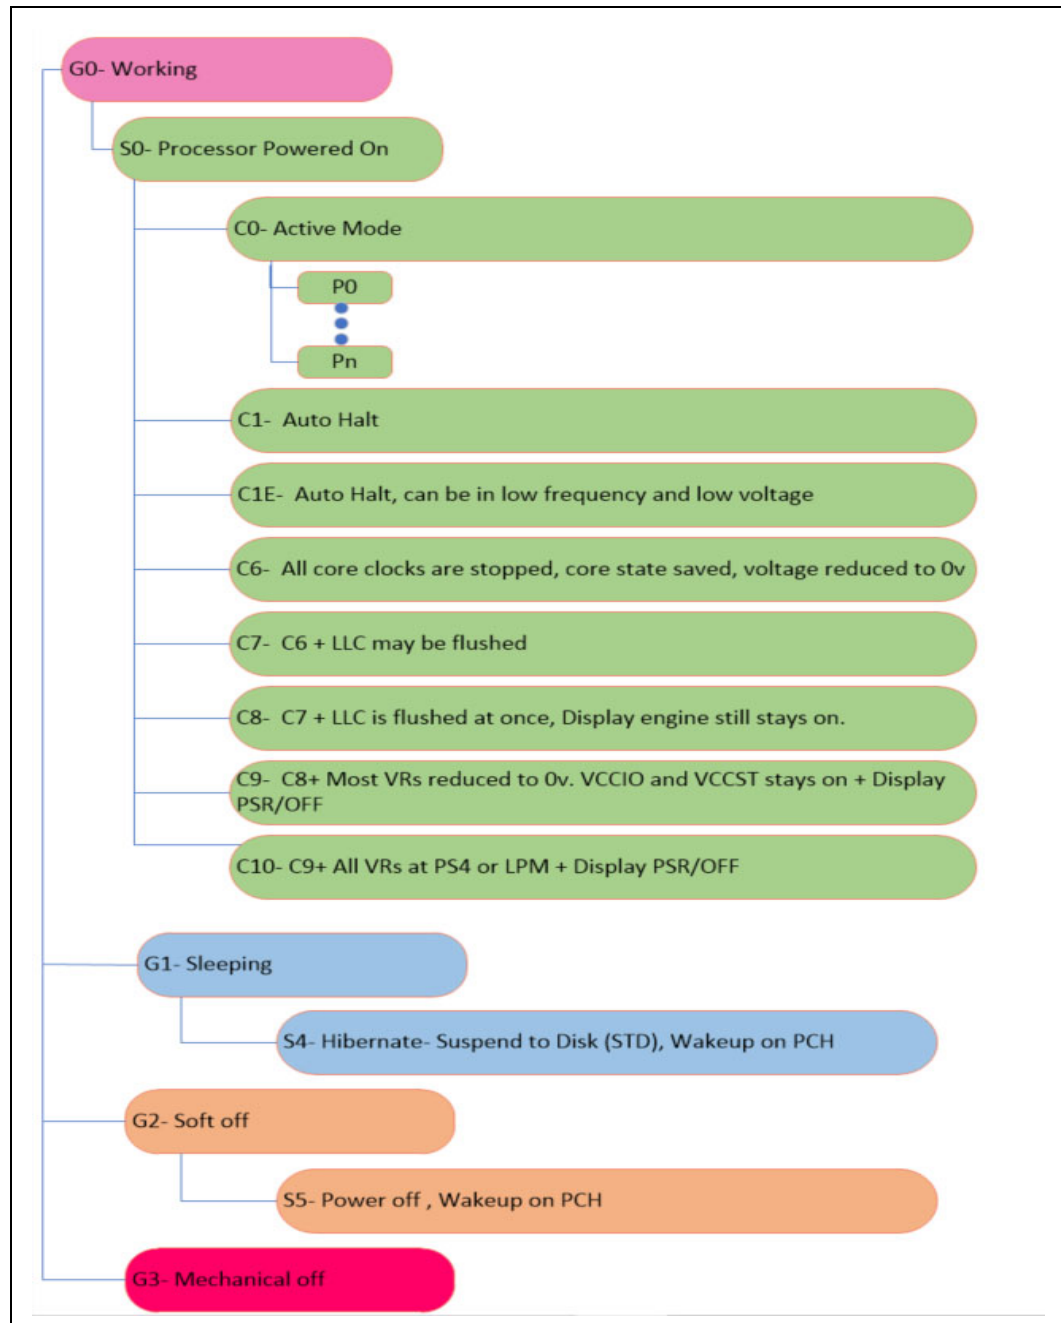 G0- Working
S0- Processor Powered On
C0- Active Mode
P0
Pn
C1-  Auto Halt
C1E-  Auto Halt, can be in low frequency and low voltage
C6-  All core clocks are stopped, core state saved, voltage reduced to 0v
C7-  C6 + LLC may be flushed
C8-  C7 + LLC is flushed at once, Display engine still stays on.
C9-  C8+ Most VRs reduced to 0v. VCCIO and VCCST stays on + Display
PSR/OFF
C10- C9+ All VRs at PS4 or LPM + Display PSR/OFF
G1- Sleeping
S4- Hibernate- Suspend to Disk (STD), Wakeup on PCH
G2- Soft off
S5- Power off , Wakeup on PCH
G3- Mechanical off